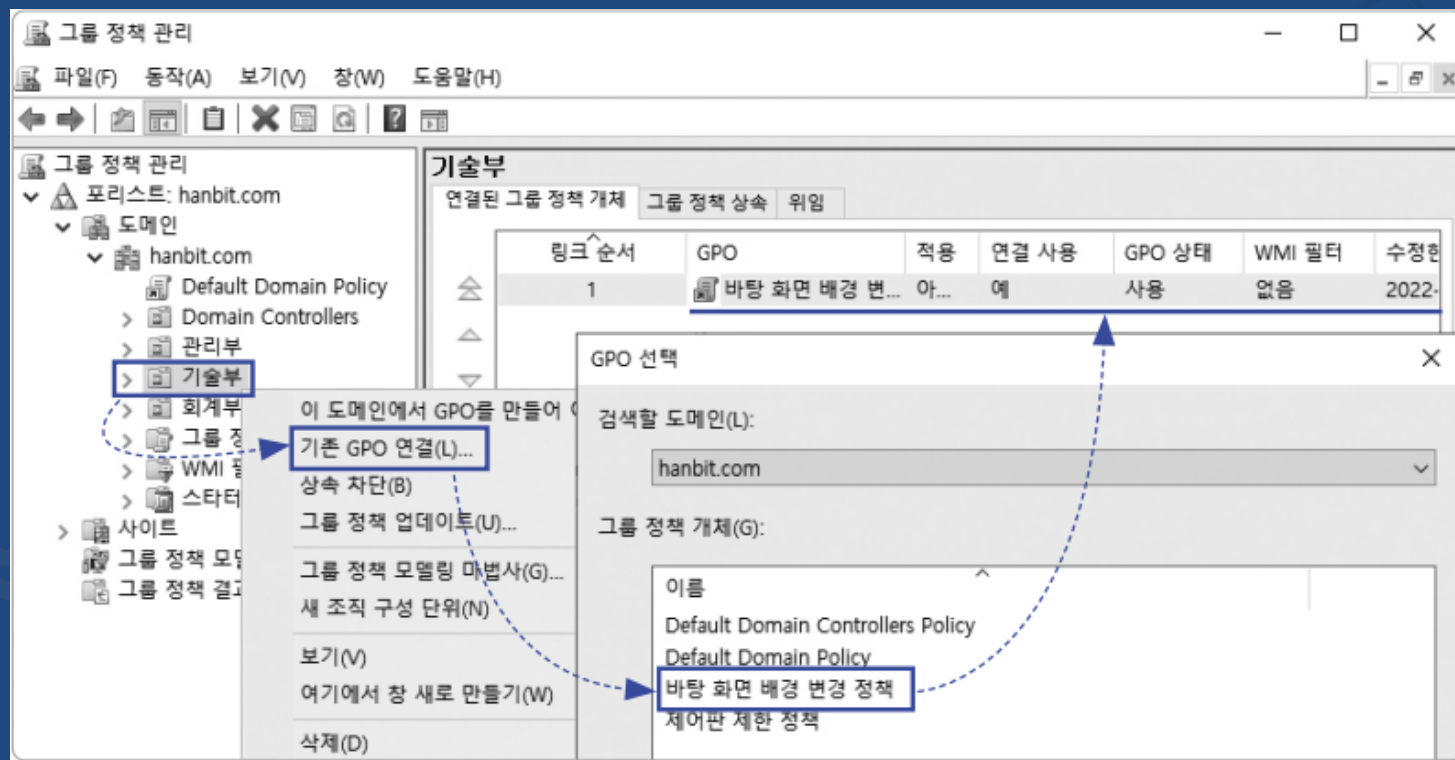 그룹 정책 관리
파일(F) 동작(A) 보기(V) 창(W) 도움말(H)
그룹 정책 관리
포리스트: hanbit.com
도메인
hanbit.com
Default Domain Policy
Domain Controllers
관리부
기술부
회계부
그룹 정
WMI 필
스타터
사이트
그룹 정책 모델
그룹 정책 결과
기술부
연결된 그룹 정책 개체 그룹 정책 상속 위임
링크 순서 GPO 적용 연결 사용 GPO 상태 WMI 필터 수정한
1 바탕 화면 배경 변... 아... 예 사용 없음 2022-
이 도메인에서 GPO를 만들어
기존 GPO 연결(L)...
상속 차단(B)
그룹 정책 업데이트(U)...
그룹 정책 모델링 마법사(G)...
새 조직 구성 단위(N)
보기(V)
여기에서 창 새로 만들기(W)
삭제(D)
GPO 선택
검색할 도메인(L):
hanbit.com
그룹 정책 개체(G):
이름
Default Domain Controllers Policy
Default Domain Policy
바탕 화면 배경 변경 정책
제어판 제한 정책